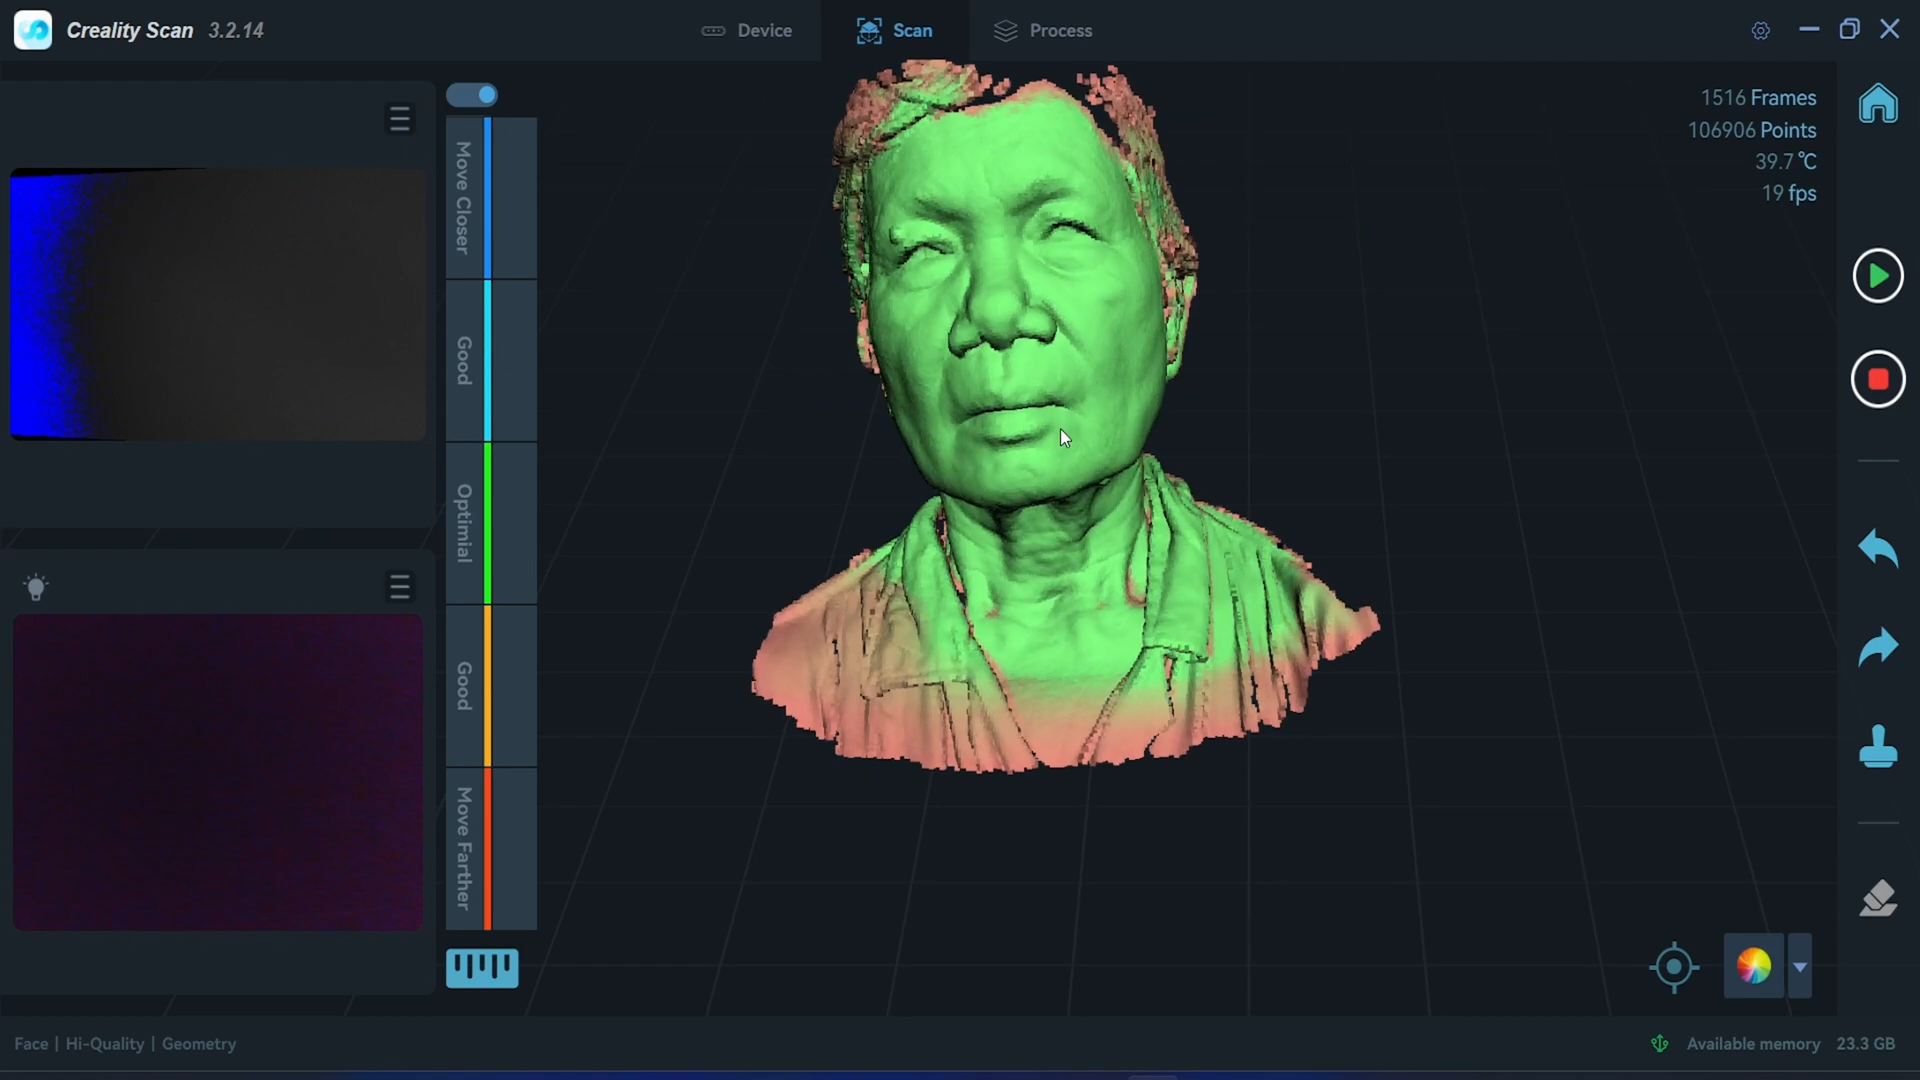 Creality Scan 3.2.14
Device
Scan
Process
1516 Frames
106906 Points
39.7 ℃
19 fps
Move Closer
Good
Optimial
Good
Move Farther
Face | Hi-Quality | Geometry
Available memory 23.3 GB